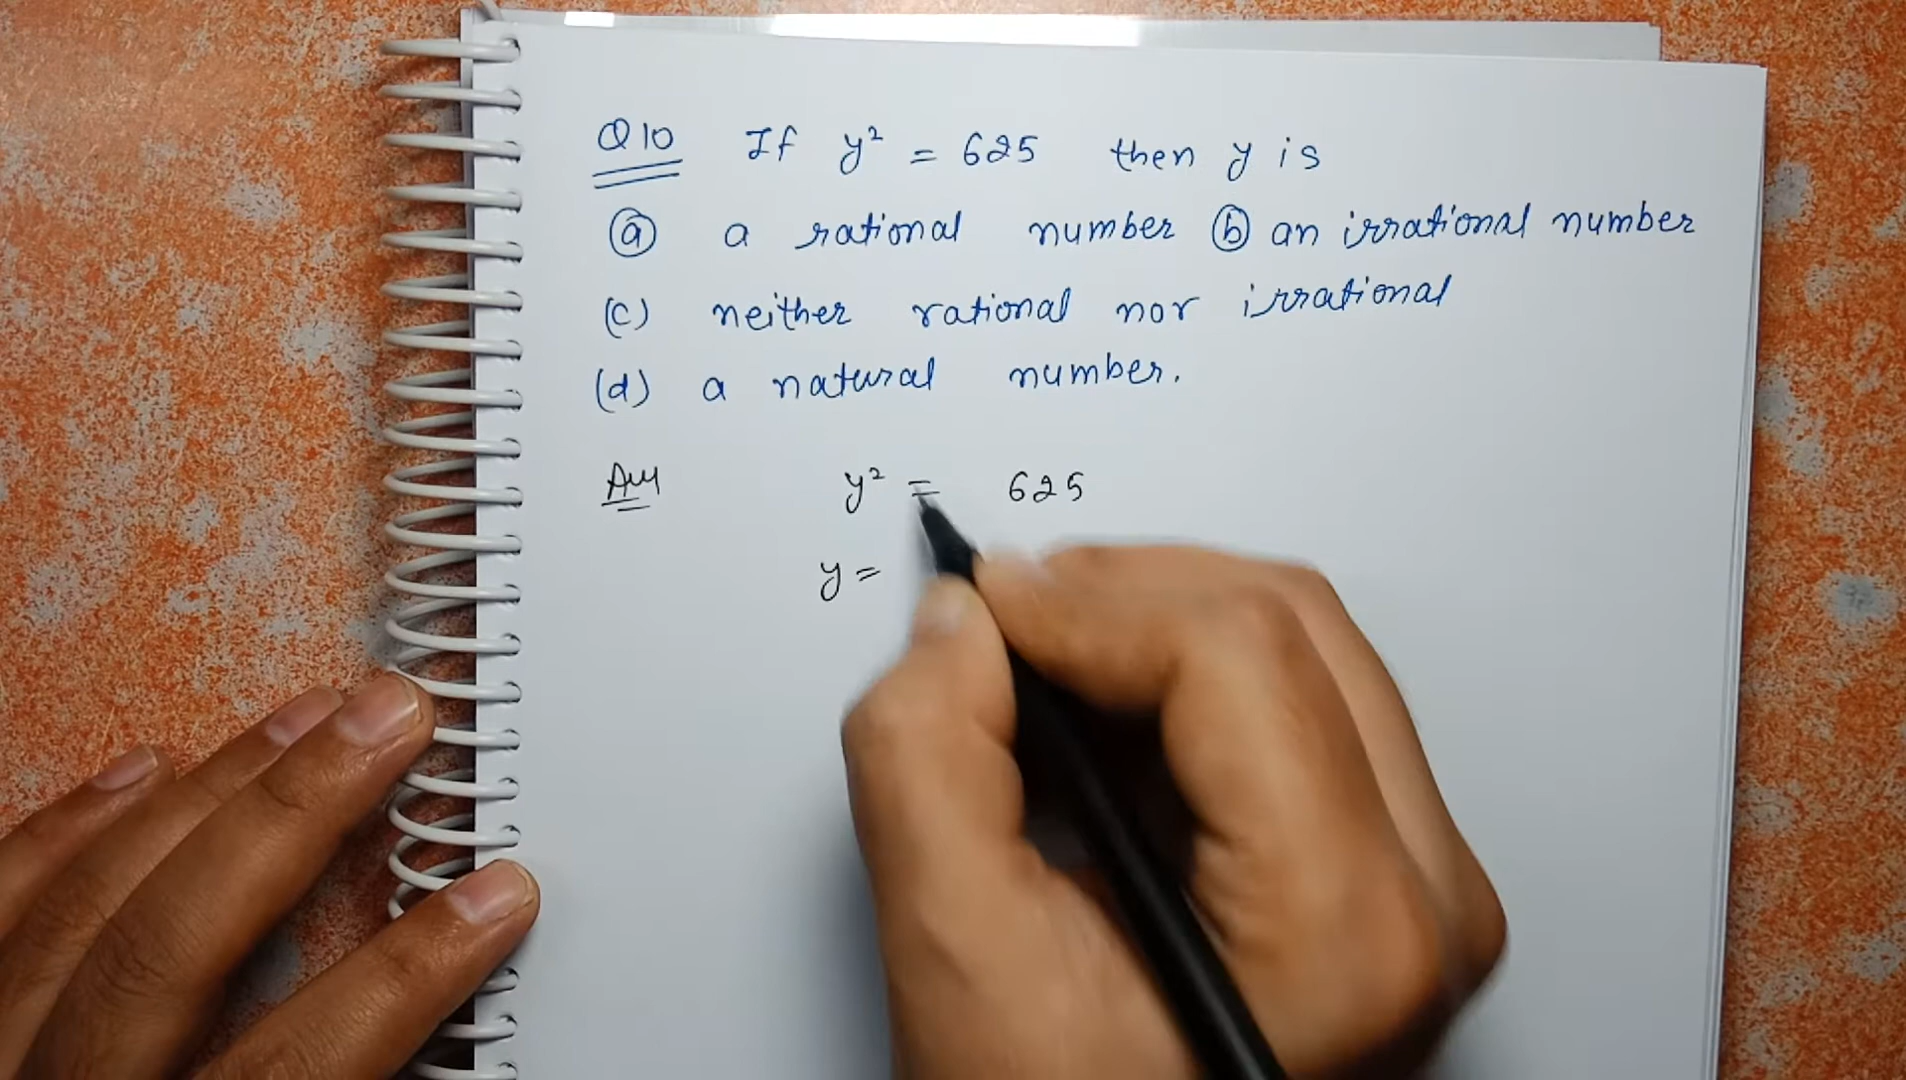 Q10 If y² = 625 then y is
ⓐ a rational number ⓑ an irrational number
(c) neither rational nor irrational
(d) a natural number.
y² = 625
y =